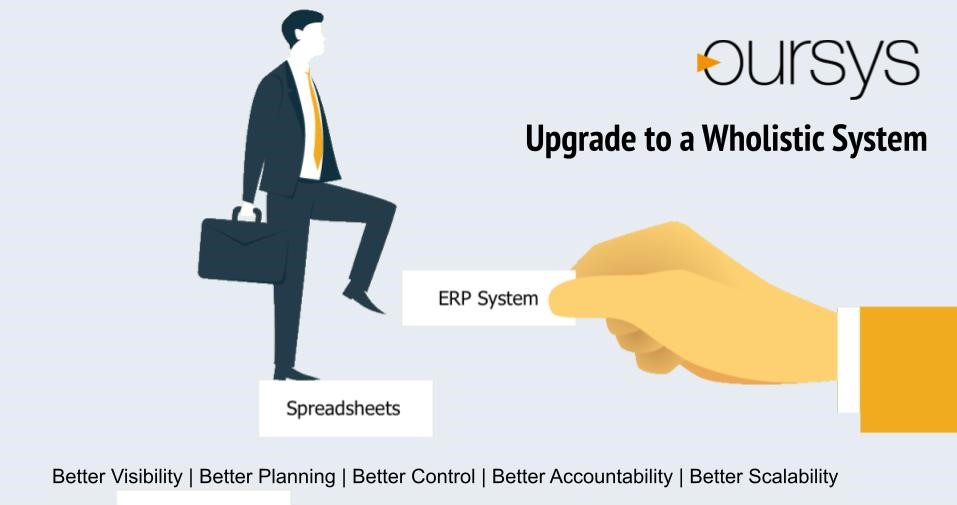 oursys
Upgrade to a Wholistic System
ERP System
Spreadsheets
Better Visibility | Better Planning | Better Control | Better Accountability | Better Scalability